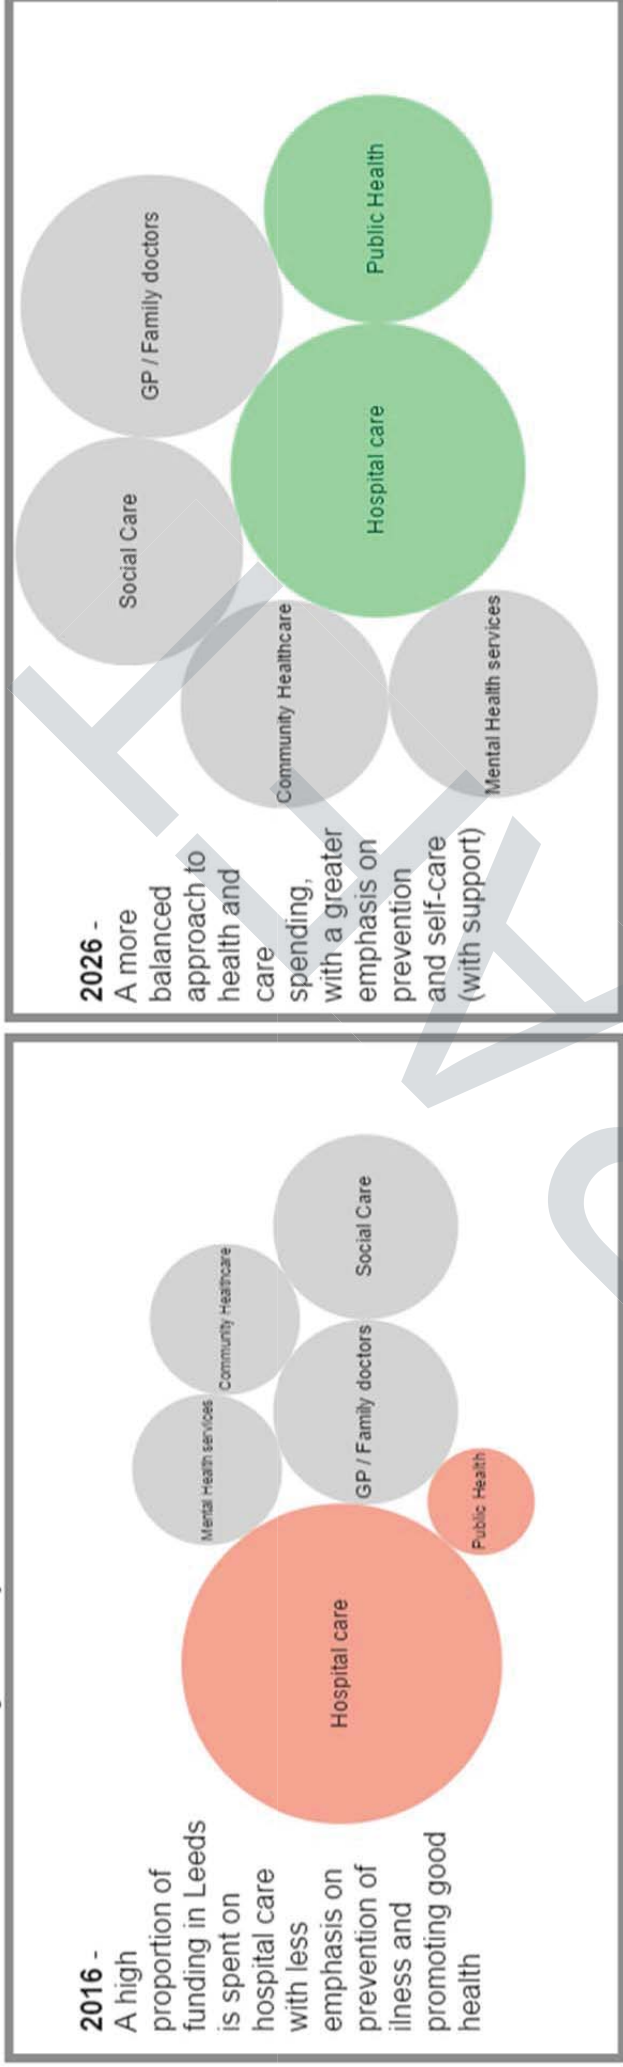 2016 -
A high
proportion of
funding in Leeds
is spent on
hospital care
with less
emphasis on
prevention of
ilness and
promoting good
health
Hospital care
Mental Health services
Community Healthcare
GP / Family doctors
Social Care
Public Health
2026 -
A more
balanced
approach to
health and
care
spending,
with a greater
emphasis on
prevention
and self-care
(with support)
Social Care
GP / Family doctors
Community Healthcare
Hospital care
Public Health
Mental Health services